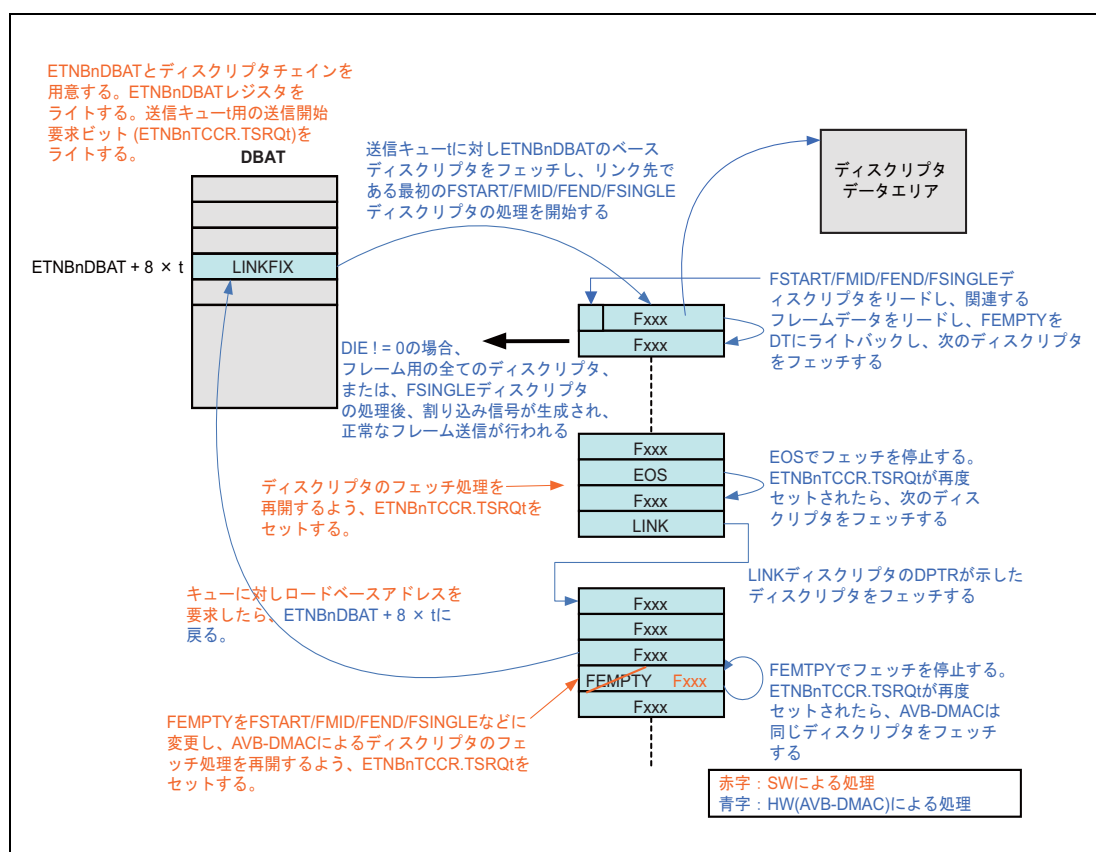 ETNBnDBATとディスクリプタチェインを
用意する。ETNBnDBATレジスタを
ライトする。送信キューt用の送信開始
要求ビット (ETNBnTCCR.TSRQt)を
ライトする。
DBAT
送信キューtに対しETNBnDBATのベース
ディスクリプタをフェッチし、リンク先で
ある最初のFSTART/FMID/FEND/FSINGLE
ディスクリプタの処理を開始する
ディスクリプタ
データエリア
ETNBnDBAT + 8 × t
LINKFIX
FSTART/FMID/FEND/FSINGLEデ
ィスクリプタをリードし、関連する
フレームデータをリードし、FEMPTYを
DTにライトバックし、次のディスクリプタ
をフェッチする
Fxxx
Fxxx
DIE ! = 0の場合、
フレーム用の全てのディスクリプタ、
または、FSINGLEディスクリプタ
の処理後、割り込み信号が生成され、
正常なフレーム送信が行われる
Fxxx
EOS
Fxxx
LINK
EOSでフェッチを停止する。
ETNBnTCCR.TSRQtが再度
セットされたら、次のディス
クリプタをフェッチする
ディスクリプタのフェッチ処理を
再開するよう、ETNBnTCCR.TSRQtを
セットする。
LINKディスクリプタのDPTRが示した
ディスクリプタをフェッチする
キューに対しロードベースアドレスを
要求したら、ETNBnDBAT + 8 × tに
戻る。
Fxxx
Fxxx
Fxxx
FEMPTY Fxxx
Fxxx
FEMTPYでフェッチを停止する。
ETNBnTCCR.TSRQtが再度
セットされたら、AVB-DMACは
同じディスクリプタをフェッチ
する
FEMPTYをFSTART/FMID/FEND/FSINGLEなどに
変更し、AVB-DMACによるディスクリプタのフェ
ッチ処理を再開するよう、ETNBnTCCR.TSRQtを
セットする。
赤字：SWによる処理
青字：HW(AVB-DMAC)による処理